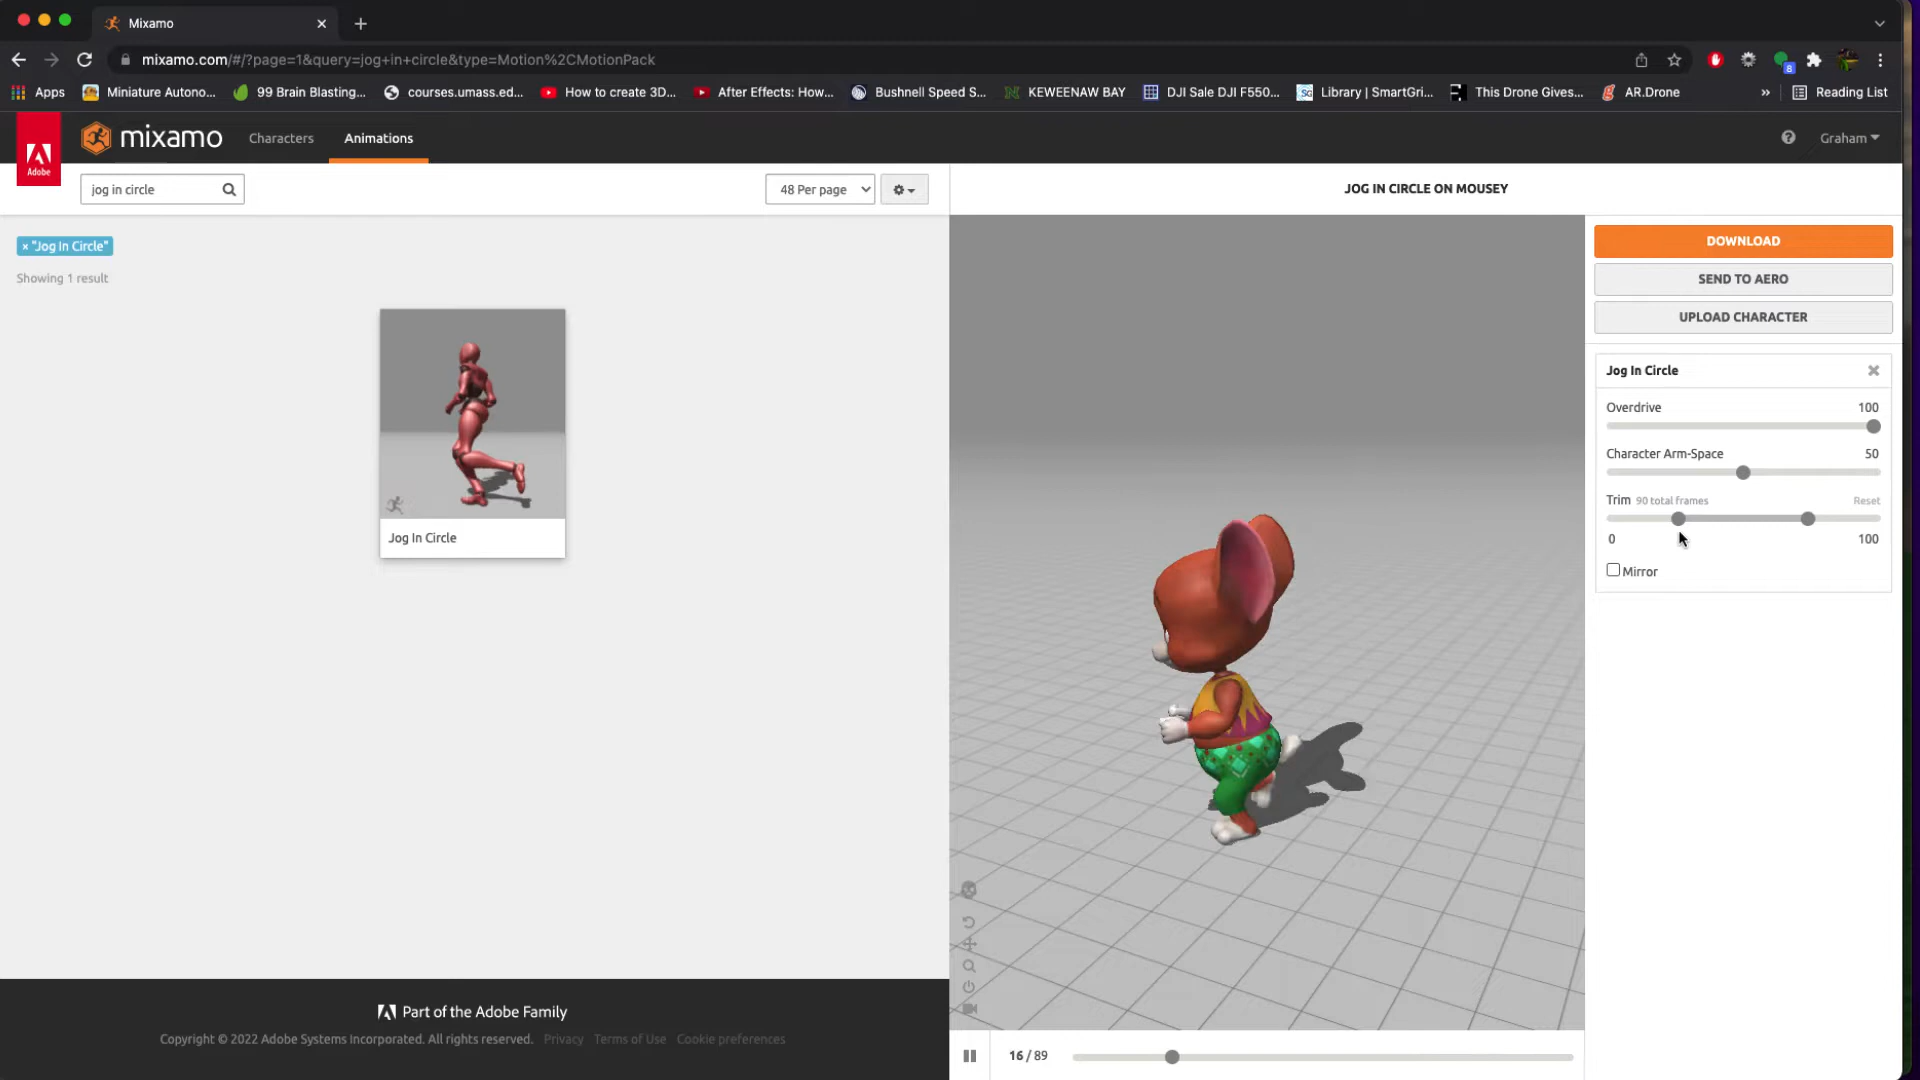 Mixamo
mixamo.com/#/?page=1&query=jog+in+circle&type=Motion%2CMotionPack
8
Apps
Miniature Autono...
99 Brain Blasting...
courses.umass.ed...
How to create 3D...
After Effects: How...
Bushnell Speed S...
KEWEENAW BAY
DJI Sale DJI F550...
Library | SmartGri...
This Drone Gives...
AR.Drone
»
Reading List
Adobe
mixamo
Characters
Animations
Graham
jog in circle
48 Per page
JOG IN CIRCLE ON MOUSEY
× "Jog In Circle"
Showing 1 result
Jog In Circle
DOWNLOAD
SEND TO AERO
UPLOAD CHARACTER
Jog In Circle
Overdrive 100
Character Arm-Space 50
Trim 90 total frames Reset
0 100
Mirror
16 / 89
Part of the Adobe Family
Copyright © 2022 Adobe Systems Incorporated. All rights reserved. Privacy Terms of Use Cookie preferences